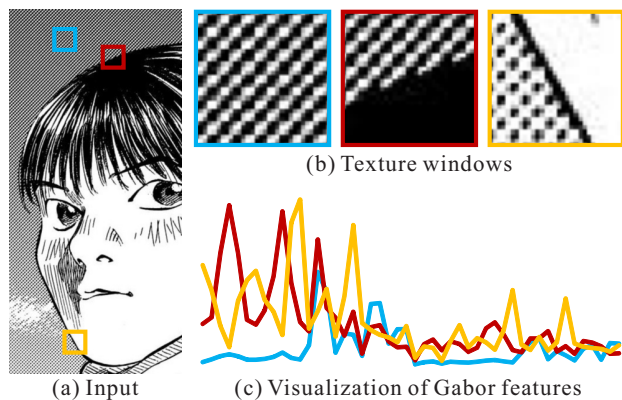 (b) Texture windows
(a) Input
(c) Visualization of Gabor features